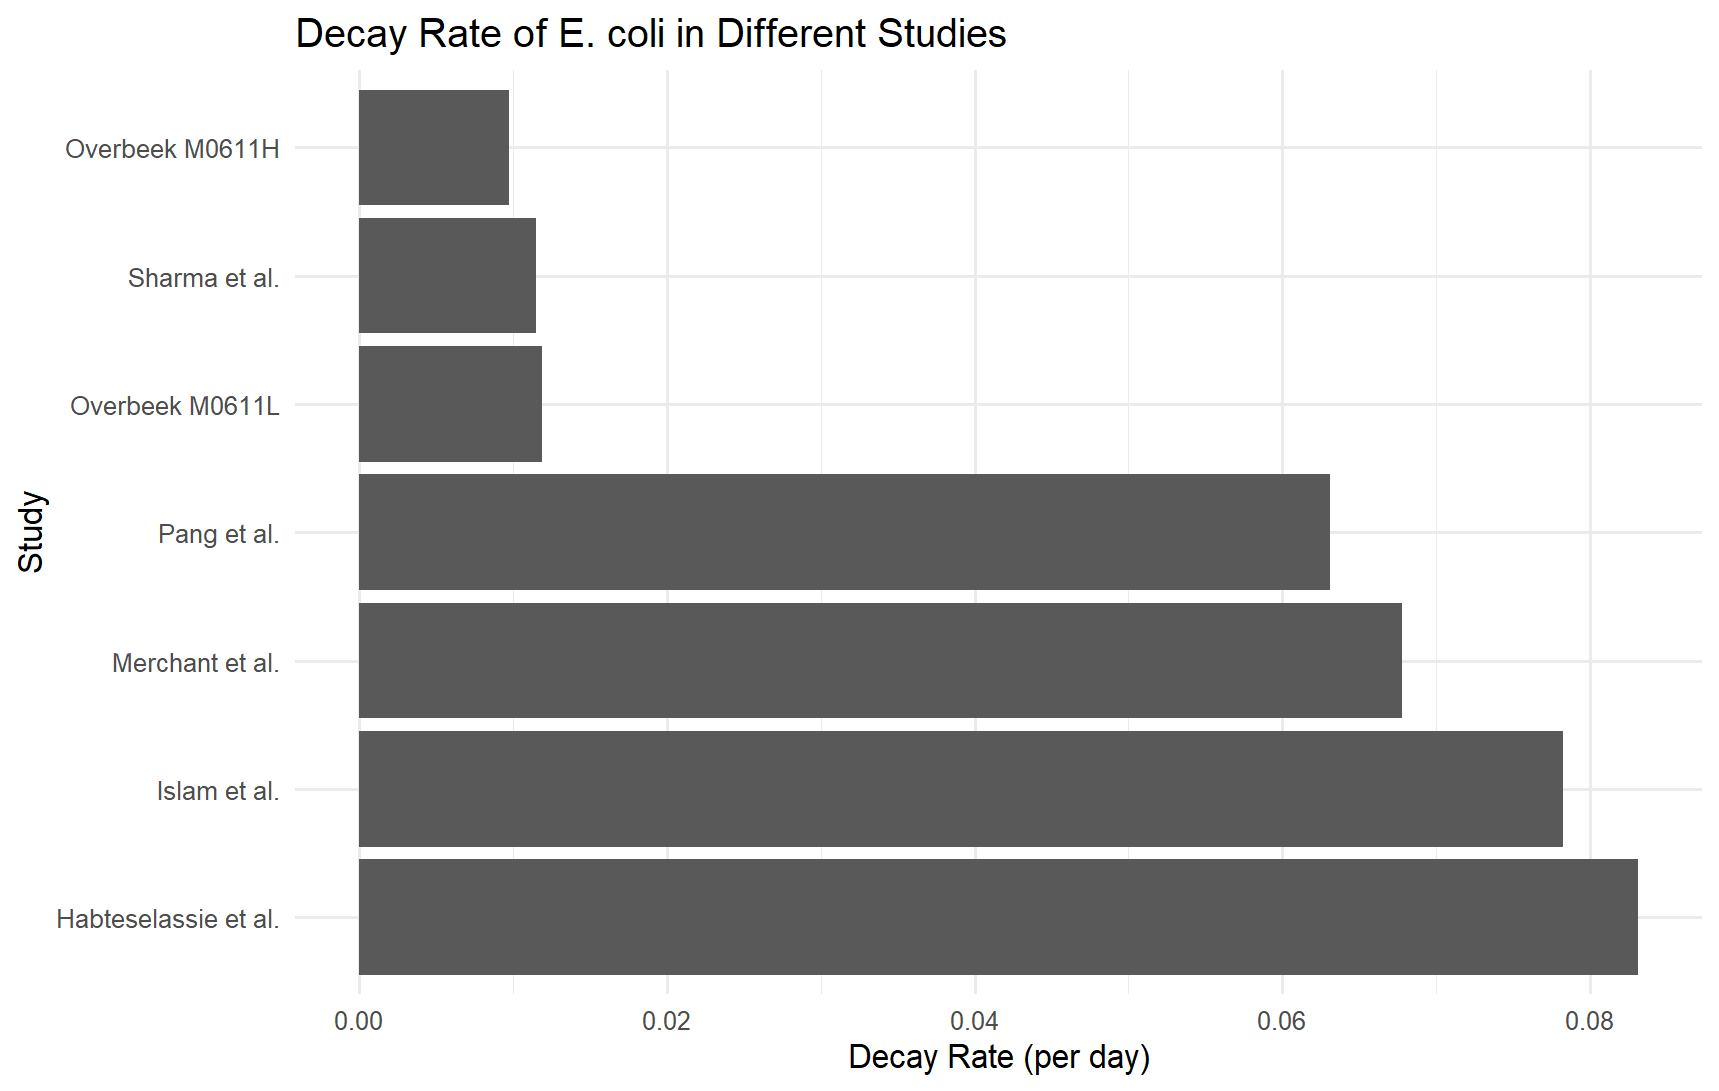 Decay Rate of E. coli in Different Studies
Overbeek M0611H
Sharma et al.
Overbeek M0611L
Pang et al.
Merchant et al.
Islam et al.
Habteselassie et al.
Study
0.00 0.02 0.04 0.06 0.08
Decay Rate (per day)